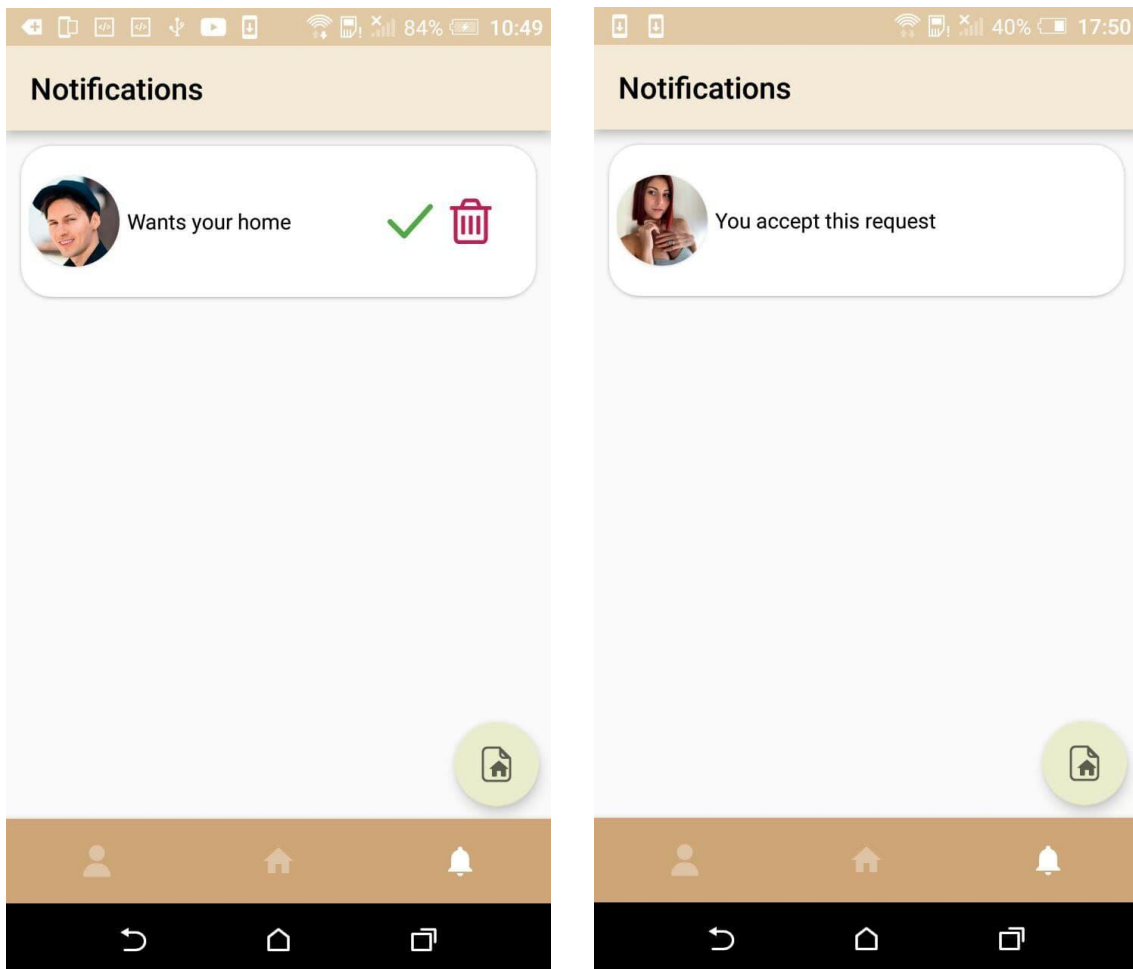 84% 10:49
Notifications
Wants your home
40% 17:50
Notifications
You accept this request